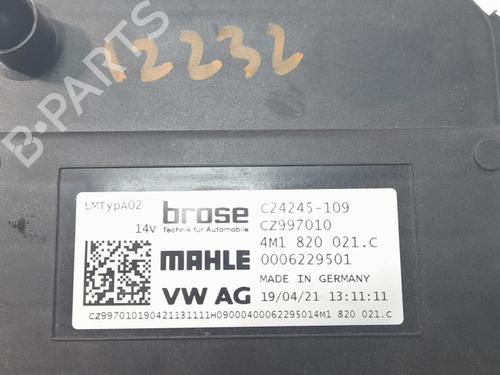 12232
B-PARTS
LMTypA02
brose C24245-109
14V Technik für Automobile CZ997010
4M1 820 021.C
MAHLE 0006229501
MADE IN GERMANY
VW AG 19/04/21 13:11:11
CZ9970101904211311111H09000400062295014M1 820 021.C